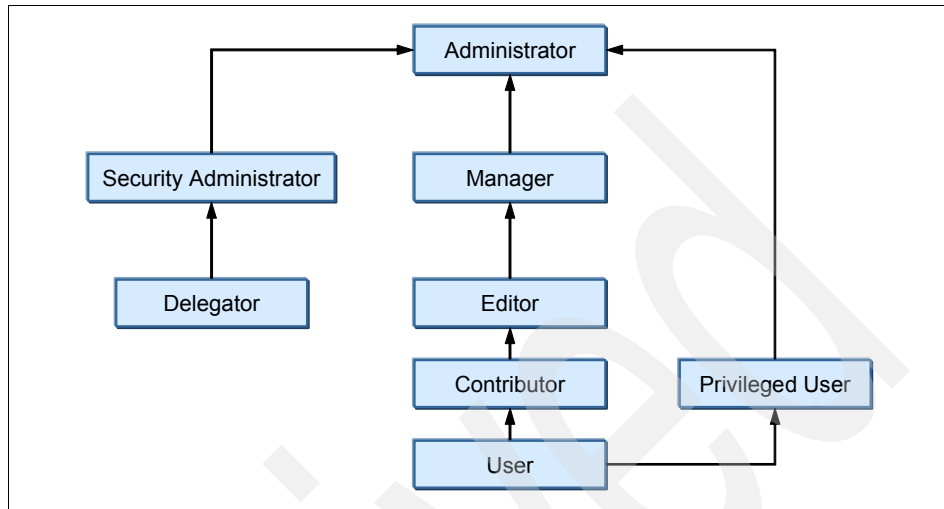 Administrator
Security Administrator
Manager
Delegator
Editor
Contributor
Privileged User
User